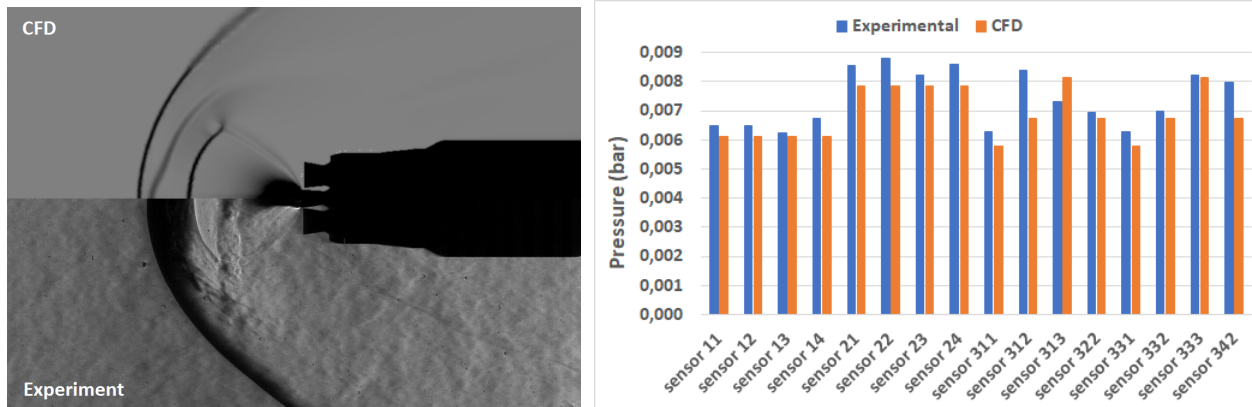 CFD
Experiment
Experimental CFD
Pressure (bar)
0,009
0,008
0,007
0,006
0,005
0,004
0,003
0,002
0,001
0,000
sensor 11
sensor 12
sensor 13
sensor 14
sensor 21
sensor 22
sensor 23
sensor 24
sensor 311
sensor 312
sensor 313
sensor 322
sensor 331
sensor 332
sensor 333
sensor 342